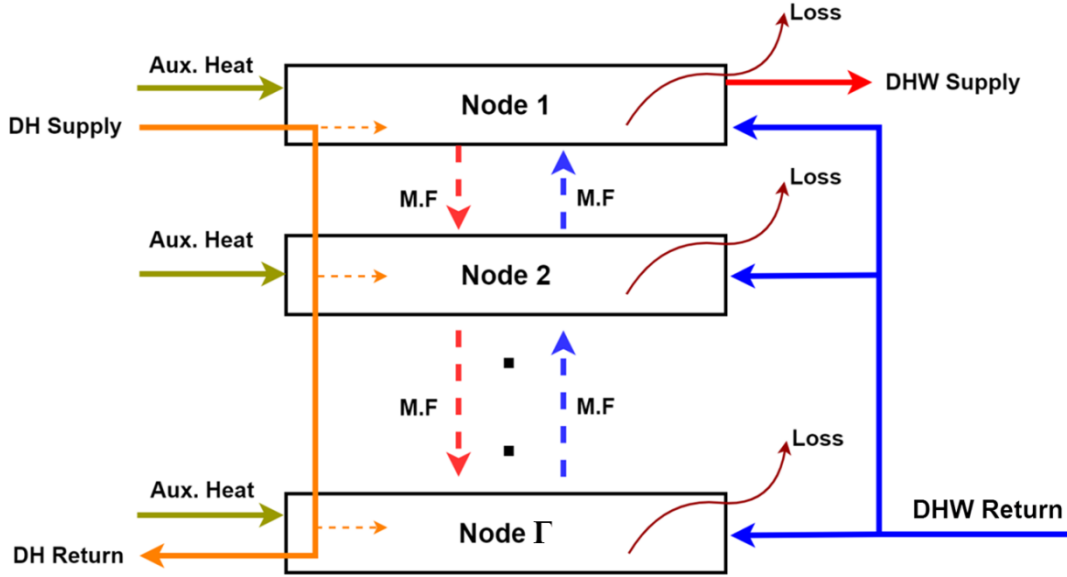 Loss
Aux. Heat
DHW Supply
Node 1
DH Supply
Loss
M.F
M.F
Aux. Heat
Node 2
M.F
M.F
Loss
Aux. Heat
DHW Return
Node Γ
DH Return